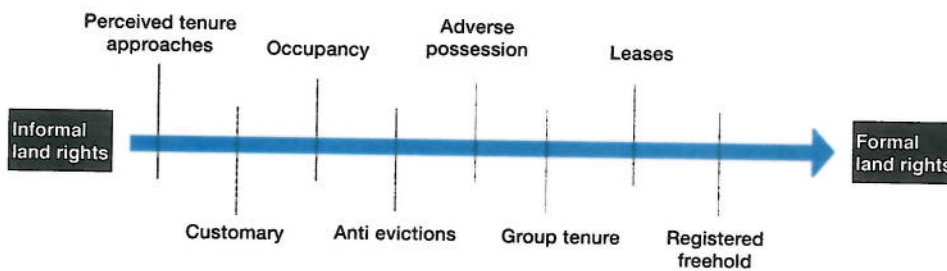 Perceived tenure
approaches
Occupancy
Adverse
possession
Leases
Informal
land rights
Formal
land rights
Customary
Anti evictions
Group tenure
Registered
freehold